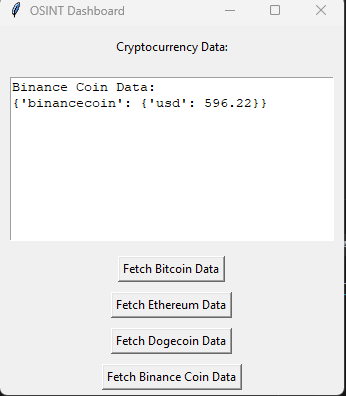 OSINT Dashboard
Cryptocurrency Data:
Binance Coin Data:
{'binancecoin': {'usd': 596.22}}
Fetch Bitcoin Data
Fetch Ethereum Data
Fetch Dogecoin Data
Fetch Binance Coin Data